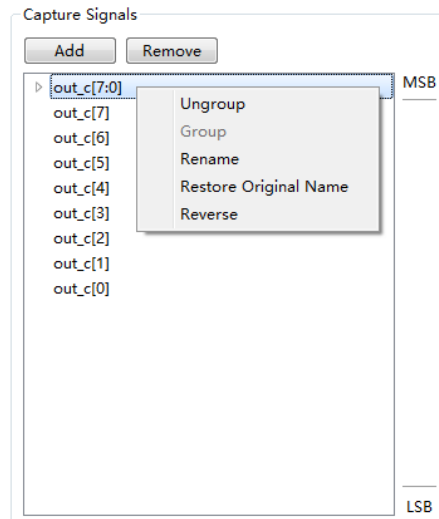 Capture Signals
Add Remove
out_c[7:0] MSB
out_c[7]
Ungroup
out_c[6]
Group
out_c[5]
Rename
out_c[4]
Restore Original Name
out_c[3]
Reverse
out_c[2]
out_c[1]
out_c[0]
LSB